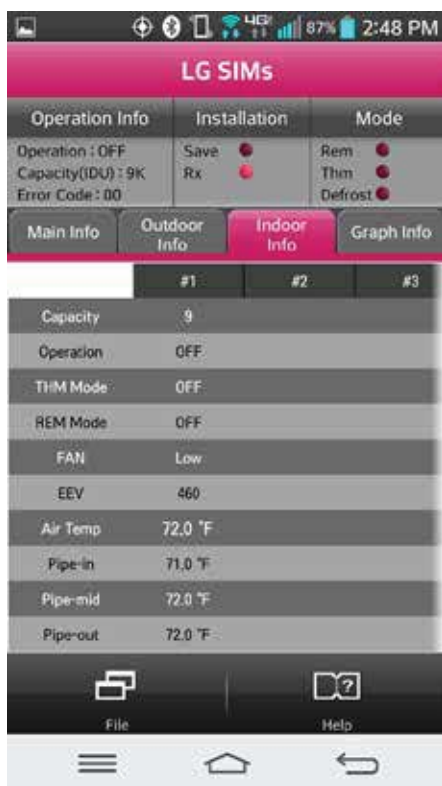 4G 87% 2:48 PM
LG SIMs
Operation Info Installation Mode
Operation : OFF Save Rem
Capacity(IDU) : 9K Rx Thm
Error Code : 00 Defrost
Main Info Outdoor Info Indoor Info Graph Info
#1 #2 #3
Capacity 9
Operation OFF
THM Mode OFF
REM Mode OFF
FAN Low
EEV 460
Air Temp 72.0 °F
Pipe-in 71.0 °F
Pipe-mid 72.0 °F
Pipe-out 72.0 °F
File Help